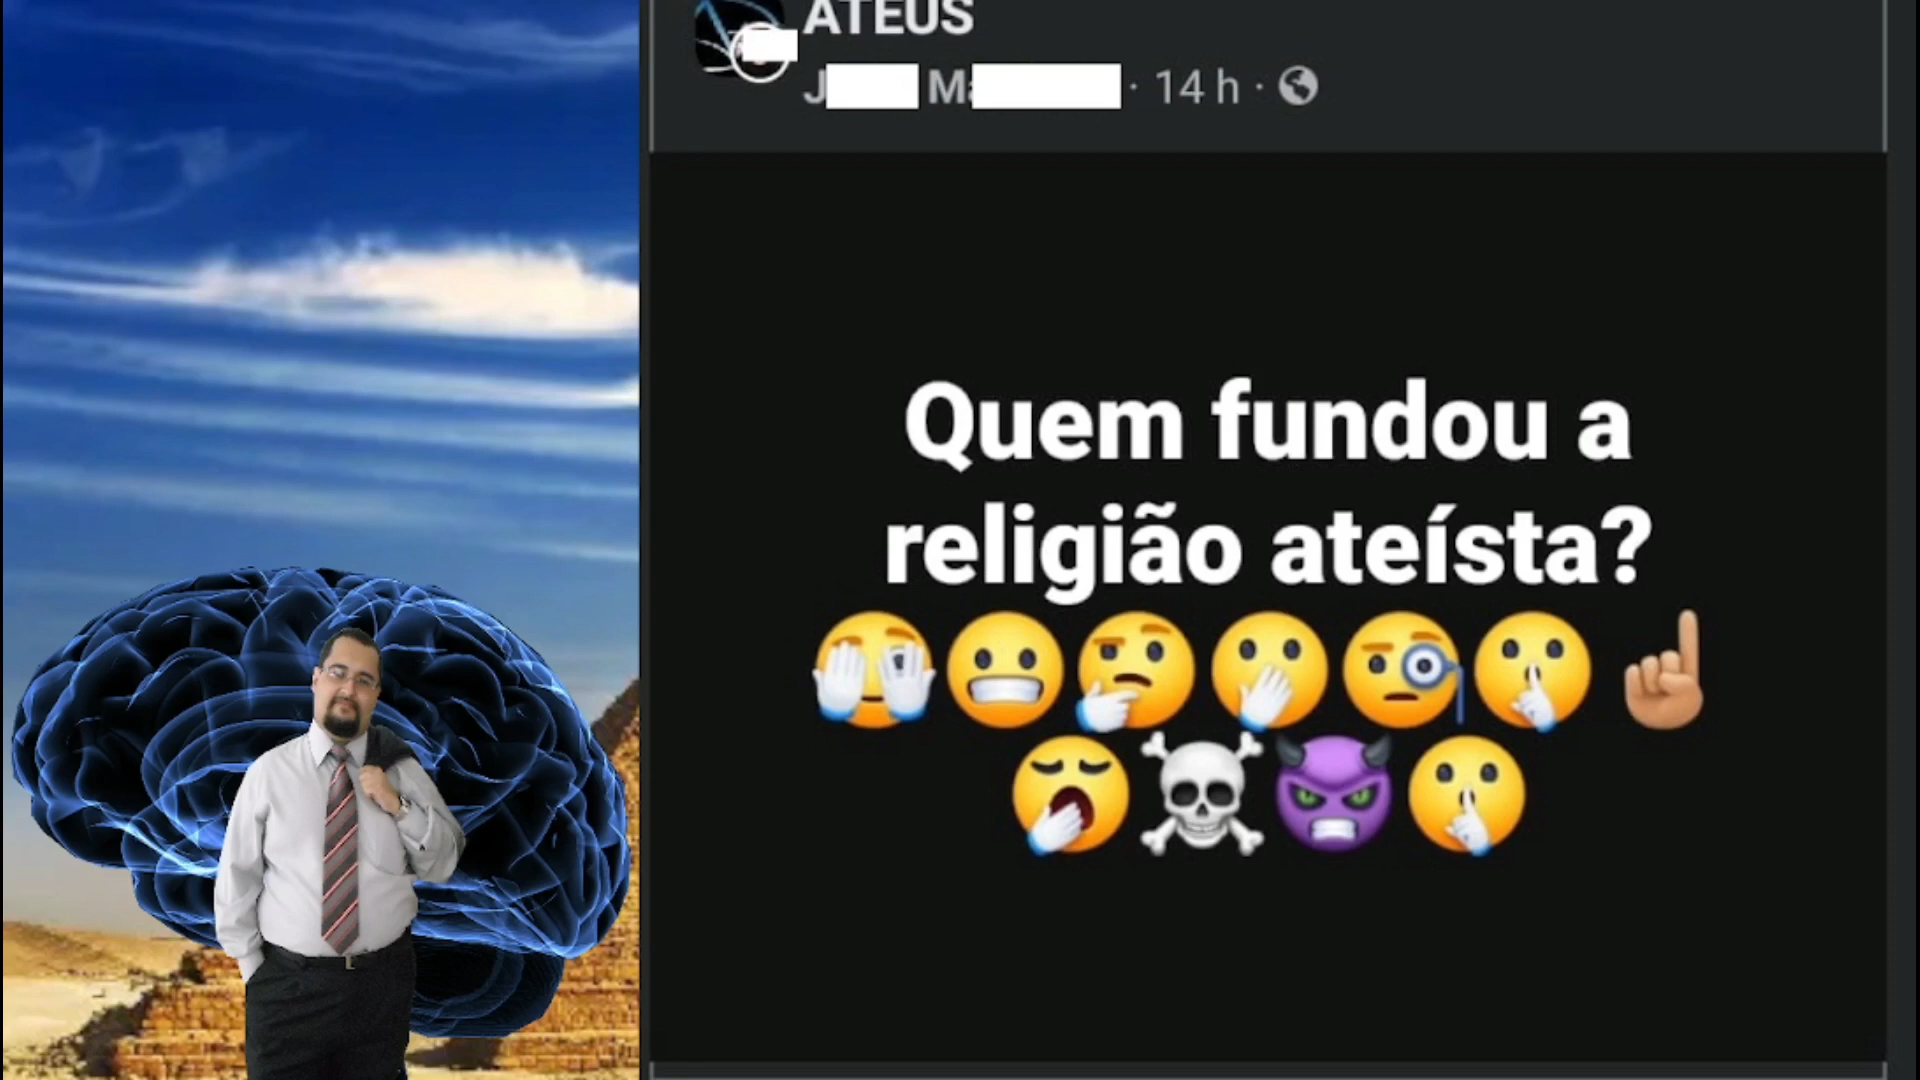 ATEUS
J M · 14 h ·
Quem fundou a
religião ateísta?